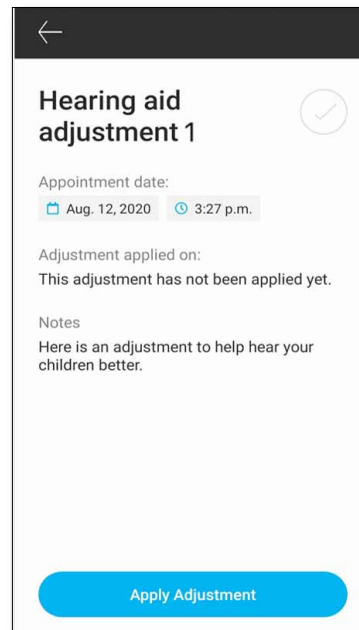 Hearing aid
adjustment 1
Appointment date:
Aug. 12, 2020 3:27 p.m.
Adjustment applied on:
This adjustment has not been applied yet.
Notes
Here is an adjustment to help hear your
children better.
Apply Adjustment